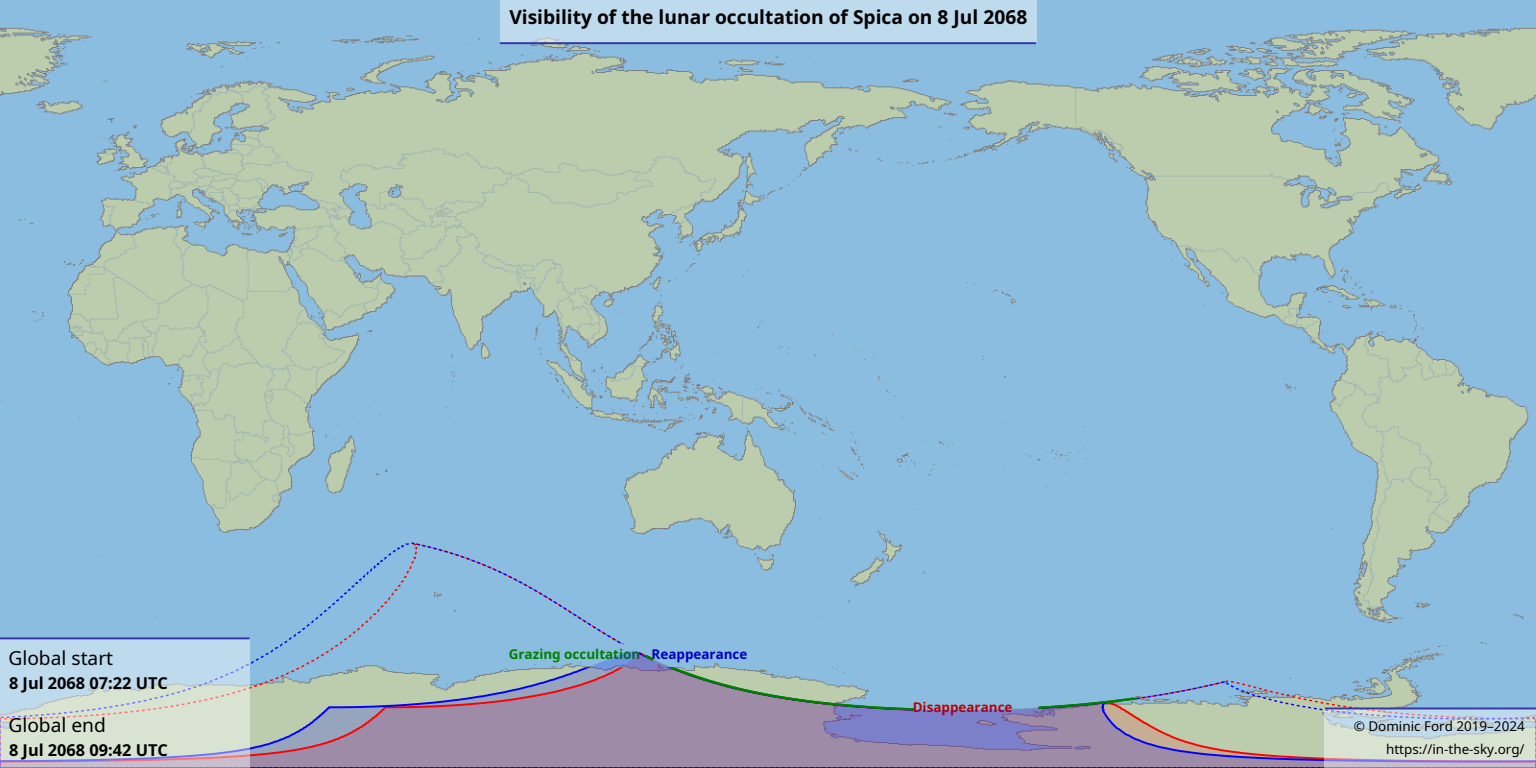 Visibility of the lunar occultation of Spica on 8 Jul 2068
Grazing occultation
Reappearance
Disappearance
Global start
8 Jul 2068 07:22 UTC
Global end
8 Jul 2068 09:42 UTC
© Dominic Ford 2019–2024
https://in-the-sky.org/